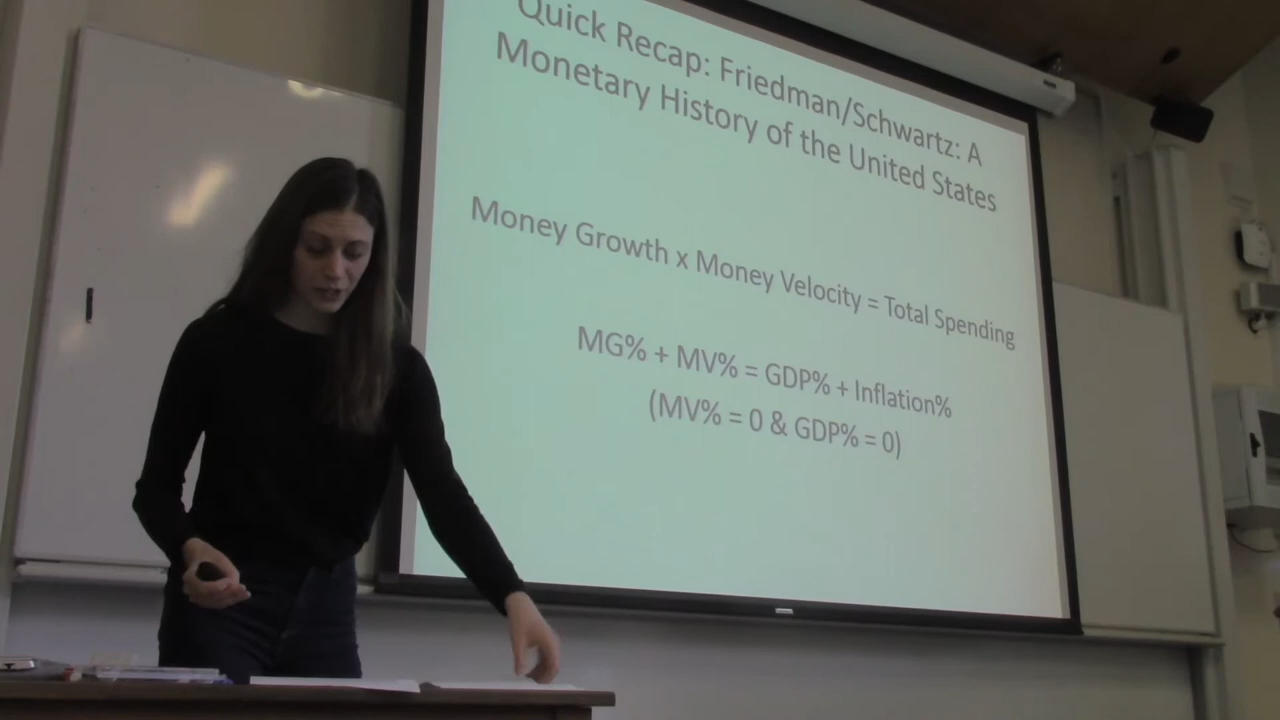 Quick Recap: Friedman/Schwartz: A
Monetary History of the United States
Money Growth x Money Velocity = Total Spending
MG% + MV% = GDP% + Inflation%
(MV% = 0 & GDP% = 0)